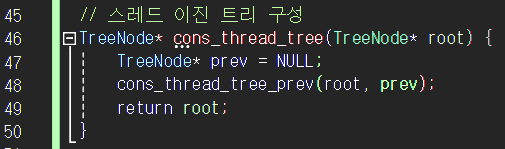 45 // 스레드 이진 트리 구성
46 TreeNode* cons_thread_tree(TreeNode* root) {
47 TreeNode* prev = NULL;
48 cons_thread_tree_prev(root, prev);
49 return root;
50 }